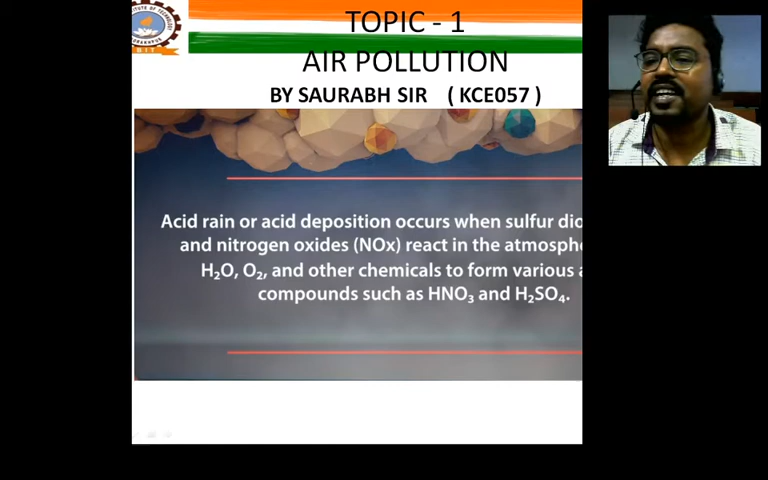 TOPIC - 1
AIR POLLUTION
BY SAURABH SIR ( KCE057 )
Acid rain or acid deposition occurs when sulfur dio
and nitrogen oxides (NOx) react in the atmosphe
H₂O, O₂, and other chemicals to form various a
compounds such as HNO₃ and H₂SO₄.